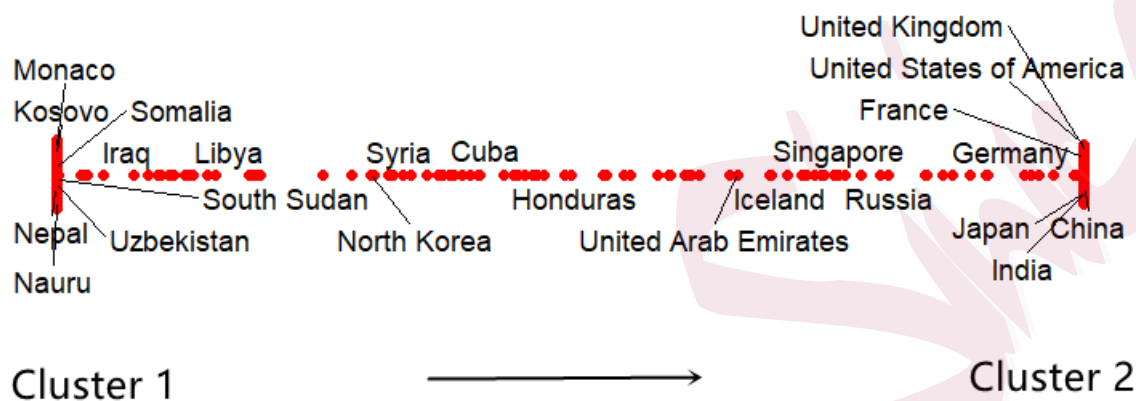 United Kingdom
Monaco
United States of America
Kosovo
Somalia
France
Iraq
Libya
Syria
Cuba
Singapore
Germany
South Sudan
Honduras
Iceland
Russia
Nepal
Uzbekistan
North Korea
United Arab Emirates
Japan
China
India
Nauru
Cluster 1
Cluster 2